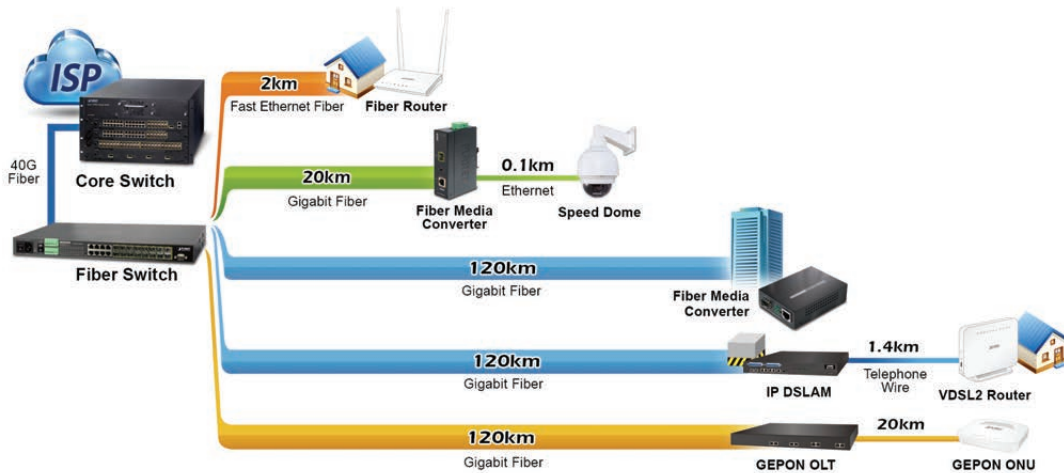 ISP
40G
Fiber
Core Switch
Fiber Switch
2km
Fast Ethernet Fiber
Fiber Router
20km
Gigabit Fiber
Fiber Media
Converter
0.1km
Ethernet
Speed Dome
120km
Gigabit Fiber
Fiber Media
Converter
120km
Gigabit Fiber
IP DSLAM
1.4km
Telephone
Wire
VDSL2 Router
120km
Gigabit Fiber
GEPON OLT
20km
GEPON ONU